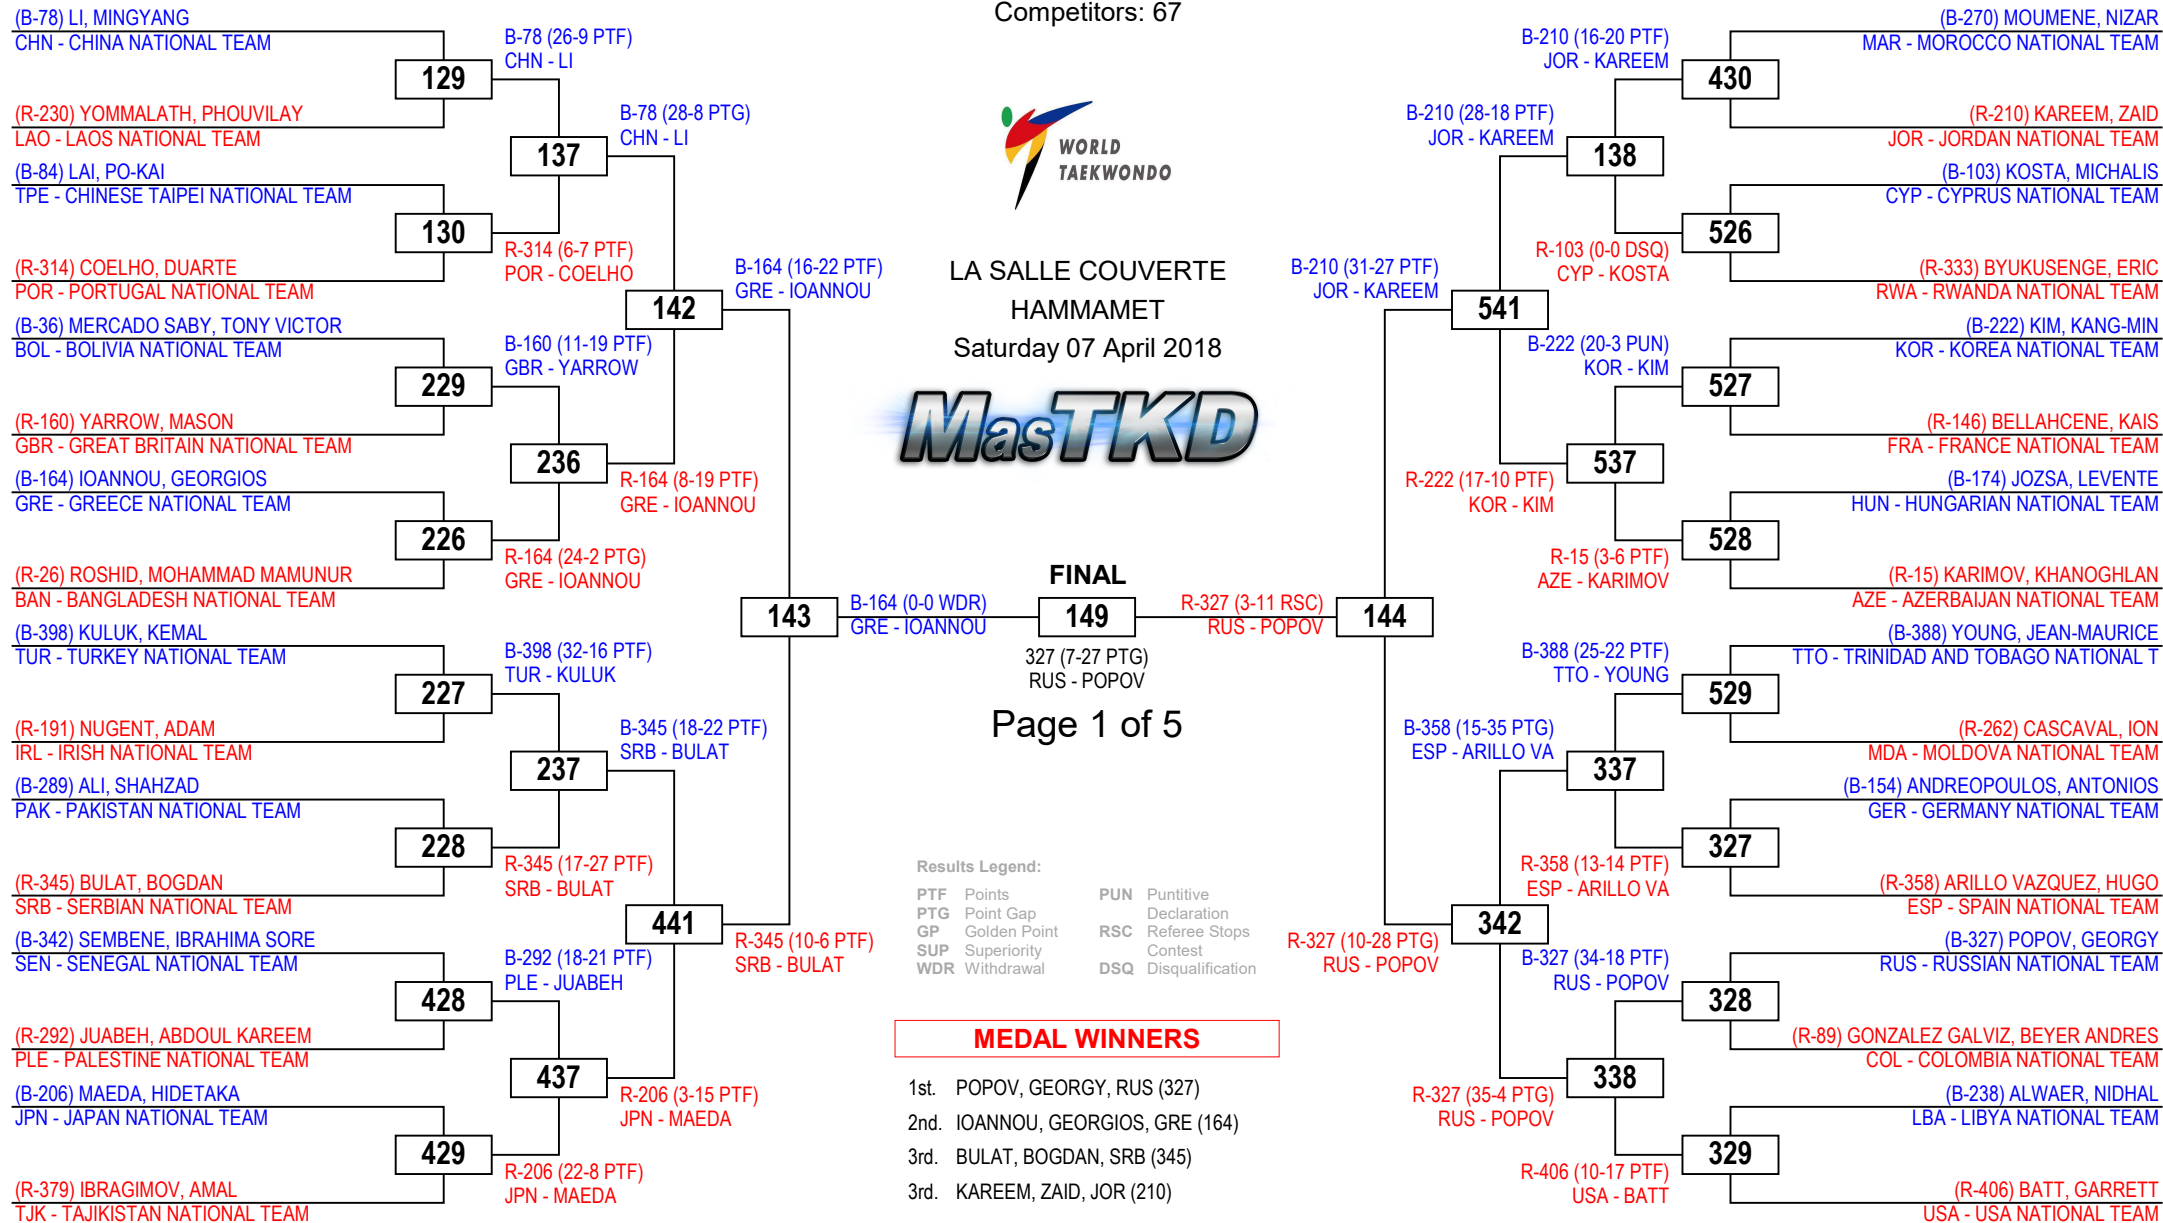 Competitors: 67
(B-78) LI, MINGYANG
CHN - CHINA NATIONAL TEAM
129
(R-230) YOMMALATH, PHOUVILAY
LAO - LAOS NATIONAL TEAM
(B-84) LAI, PO-KAI
TPE - CHINESE TAIPEI NATIONAL TEAM
130
(R-314) COELHO, DUARTE
POR - PORTUGAL NATIONAL TEAM
(B-36) MERCADO SABY, TONY VICTOR
BOL - BOLIVIA NATIONAL TEAM
229
(R-160) YARROW, MASON
GBR - GREAT BRITAIN NATIONAL TEAM
(B-164) IOANNOU, GEORGIOS
GRE - GREECE NATIONAL TEAM
226
(R-26) ROSHID, MOHAMMAD MAMUNUR
BAN - BANGLADESH NATIONAL TEAM
(B-398) KULUK, KEMAL
TUR - TURKEY NATIONAL TEAM
227
(R-191) NUGENT, ADAM
IRL - IRISH NATIONAL TEAM
(B-289) ALI, SHAHZAD
PAK - PAKISTAN NATIONAL TEAM
228
(R-345) BULAT, BOGDAN
SRB - SERBIAN NATIONAL TEAM
(B-342) SEMBENE, IBRAHIMA SORE
SEN - SENEGAL NATIONAL TEAM
428
(R-292) JUABEH, ABDOUL KAREEM
PLE - PALESTINE NATIONAL TEAM
(B-206) MAEDA, HIDETAKA
JPN - JAPAN NATIONAL TEAM
429
(R-379) IBRAGIMOV, AMAL
TJK - TAJIKISTAN NATIONAL TEAM
B-78 (26-9 PTF)
CHN - LI
137
R-314 (6-7 PTF)
POR - COELHO
B-160 (11-19 PTF)
GBR - YARROW
236
R-164 (24-2 PTG)
GRE - IOANNOU
B-398 (32-16 PTF)
TUR - KULUK
237
R-345 (17-27 PTF)
SRB - BULAT
B-292 (18-21 PTF)
PLE - JUABEH
437
R-206 (22-8 PTF)
JPN - MAEDA
B-78 (28-8 PTG)
CHN - LI
142
R-164 (8-19 PTF)
GRE - IOANNOU
B-345 (18-22 PTF)
SRB - BULAT
441
R-206 (3-15 PTF)
JPN - MAEDA
B-164 (16-22 PTF)
GRE - IOANNOU
143
R-345 (10-6 PTF)
SRB - BULAT
B-164 (0-0 WDR)
GRE - IOANNOU
WORLD
TAEKWONDO
LA SALLE COUVERTE
HAMMAMET
Saturday 07 April 2018
MasTKD
FINAL
149
327 (7-27 PTG)
RUS - POPOV
Page 1 of 5
Results Legend:
PTF Points
PTG Point Gap
GP Golden Point
SUP Superiority
WDR Withdrawal
PUN Puntitive
Declaration
RSC Referee Stops
Contest
DSQ Disqualification
MEDAL WINNERS
1st. POPOV, GEORGY, RUS (327)
2nd. IOANNOU, GEORGIOS, GRE (164)
3rd. BULAT, BOGDAN, SRB (345)
3rd. KAREEM, ZAID, JOR (210)
R-327 (3-11 RSC)
RUS - POPOV
B-210 (31-27 PTF)
JOR - KAREEM
144
R-327 (10-28 PTG)
RUS - POPOV
B-210 (28-18 PTF)
JOR - KAREEM
541
R-222 (17-10 PTF)
KOR - KIM
B-358 (15-35 PTG)
ESP - ARILLO VA
342
R-327 (35-4 PTG)
RUS - POPOV
B-210 (16-20 PTF)
JOR - KAREEM
138
R-103 (0-0 DSQ)
CYP - KOSTA
B-222 (20-3 PUN)
KOR - KIM
537
R-15 (3-6 PTF)
AZE - KARIMOV
B-388 (25-22 PTF)
TTO - YOUNG
337
R-358 (13-14 PTF)
ESP - ARILLO VA
B-327 (34-18 PTF)
RUS - POPOV
338
R-406 (10-17 PTF)
USA - BATT
(B-270) MOUMENE, NIZAR
MAR - MOROCCO NATIONAL TEAM
430
(R-210) KAREEM, ZAID
JOR - JORDAN NATIONAL TEAM
(B-103) KOSTA, MICHALIS
CYP - CYPRUS NATIONAL TEAM
526
(R-333) BYUKUSENGE, ERIC
RWA - RWANDA NATIONAL TEAM
(B-222) KIM, KANG-MIN
KOR - KOREA NATIONAL TEAM
527
(R-146) BELLAHCENE, KAIS
FRA - FRANCE NATIONAL TEAM
(B-174) JOZSA, LEVENTE
HUN - HUNGARIAN NATIONAL TEAM
528
(R-15) KARIMOV, KHANOGHLAN
AZE - AZERBAIJAN NATIONAL TEAM
(B-388) YOUNG, JEAN-MAURICE
TTO - TRINIDAD AND TOBAGO NATIONAL T
529
(R-262) CASCAVAL, ION
MDA - MOLDOVA NATIONAL TEAM
(B-154) ANDREOPOULOS, ANTONIOS
GER - GERMANY NATIONAL TEAM
327
(R-358) ARILLO VAZQUEZ, HUGO
ESP - SPAIN NATIONAL TEAM
(B-327) POPOV, GEORGY
RUS - RUSSIAN NATIONAL TEAM
328
(R-89) GONZALEZ GALVIZ, BEYER ANDRES
COL - COLOMBIA NATIONAL TEAM
(B-238) ALWAER, NIDHAL
LBA - LIBYA NATIONAL TEAM
329
(R-406) BATT, GARRETT
USA - USA NATIONAL TEAM